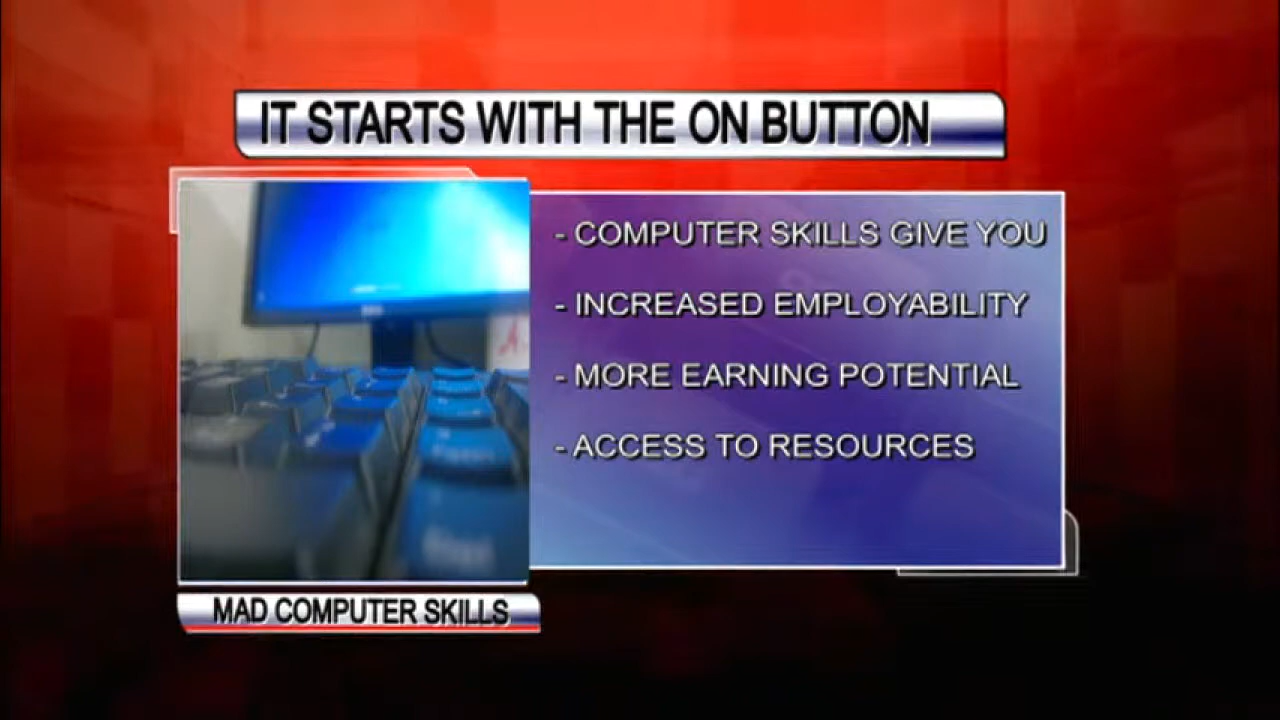 IT STARTS WITH THE ON BUTTON
- COMPUTER SKILLS GIVE YOU
- INCREASED EMPLOYABILITY
- MORE EARNING POTENTIAL
- ACCESS TO RESOURCES
MAD COMPUTER SKILLS